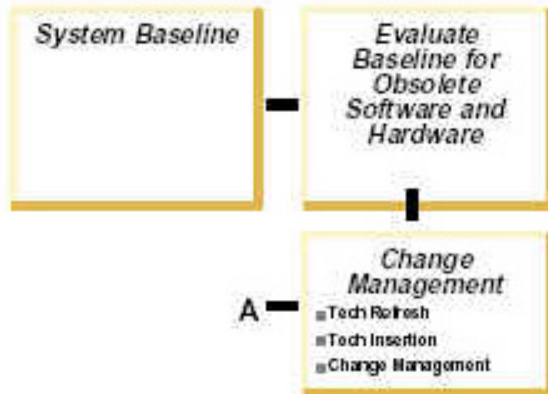 System Baseline
Evaluate
Baseline for
Obsolete
Software and
Hardware
Change
Management
Tech Refresh
Tech Insertion
Change Management
A